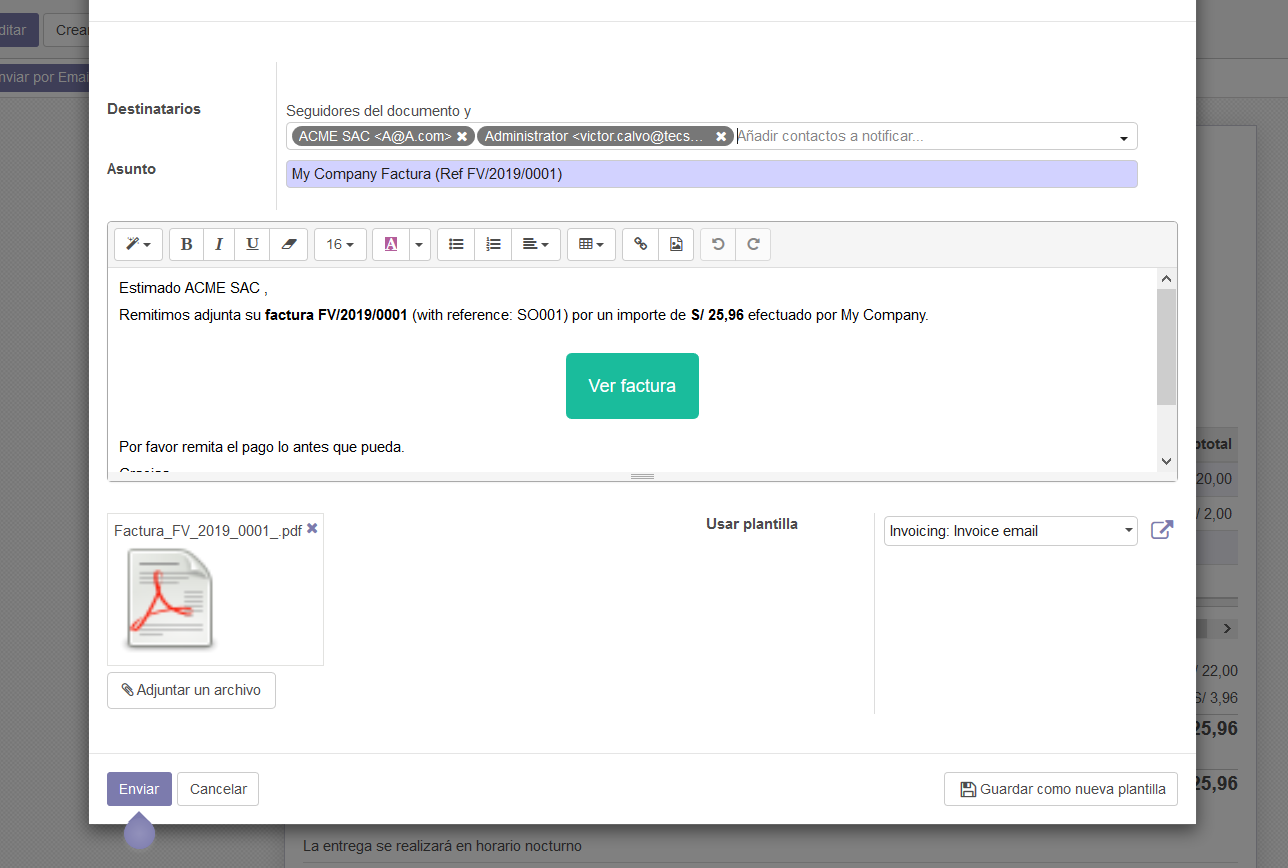 ditar
Crea
nviar por Emai
Destinatarios
Seguidores del documento y
ACME SAC <A@A.com> ✖ Administrator <victor.calvo@tecs... ✖ Añadir contactos a notificar...
Asunto
My Company Factura (Ref FV/2019/0001)
B I U 16 A
Estimado ACME SAC ,
Remitimos adjunta su factura FV/2019/0001 (with reference: SO001) por un importe de S/ 25,96 efectuado por My Company.
Ver factura
Por favor remita el pago lo antes que pueda.
Gracias
Factura_FV_2019_0001_.pdf ✖
Usar plantilla
Invoicing: Invoice email
Adjuntar un archivo
Enviar
Cancelar
Guardar como nueva plantilla
ototal
20,00
/ 2,00
/ 22,00
S/ 3,96
25,96
25,96
La entrega se realizará en horario nocturno